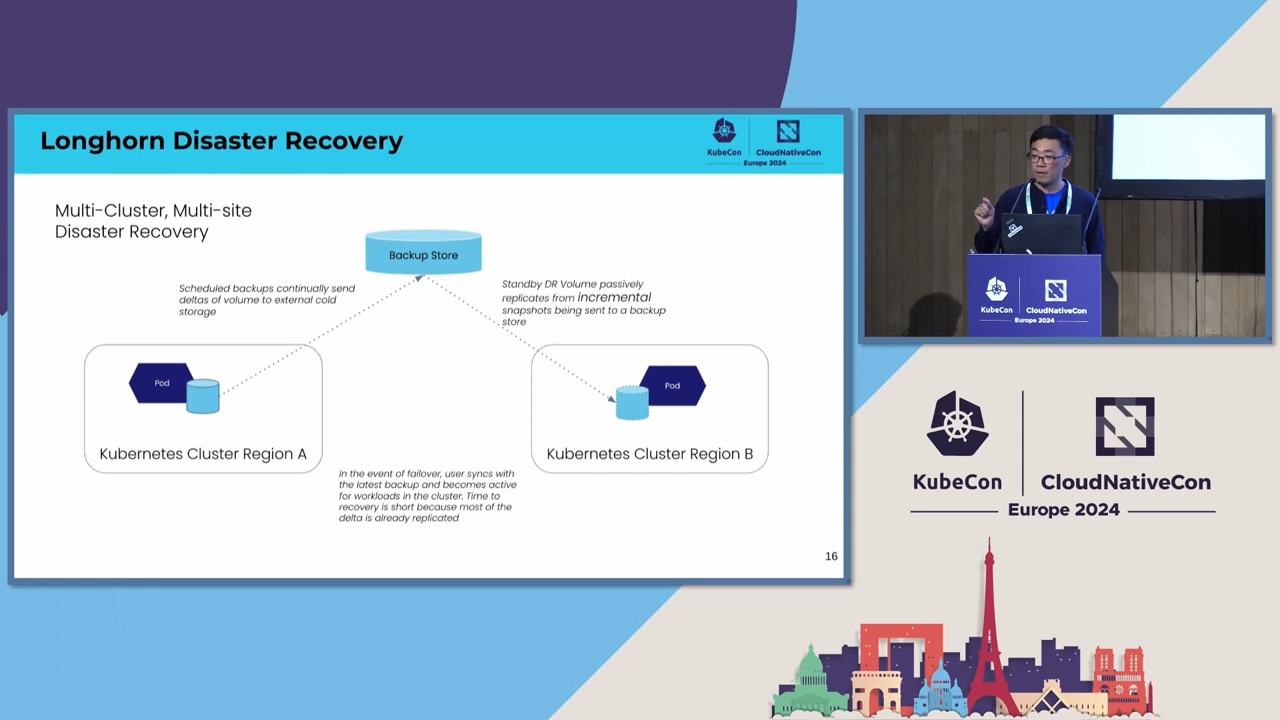 Longhorn Disaster Recovery
KubeCon
CloudNativeCon
Europe 2024
Multi-Cluster, Multi-site
Disaster Recovery
Backup Store
Scheduled backups continually send
deltas of volume to external cold
storage
Standby DR Volume passively
replicates from incremental
snapshots being sent to a backup
store
Pod
Kubernetes Cluster Region A
Pod
Kubernetes Cluster Region B
In the event of failover, user syncs with
the latest backup and becomes active
for workloads in the cluster. Time to
recovery is short because most of the
delta is already replicated
16
KubeCon
CloudNativeCon
Europe 2024
KubeCon
CloudNativeCon
Europe 2024